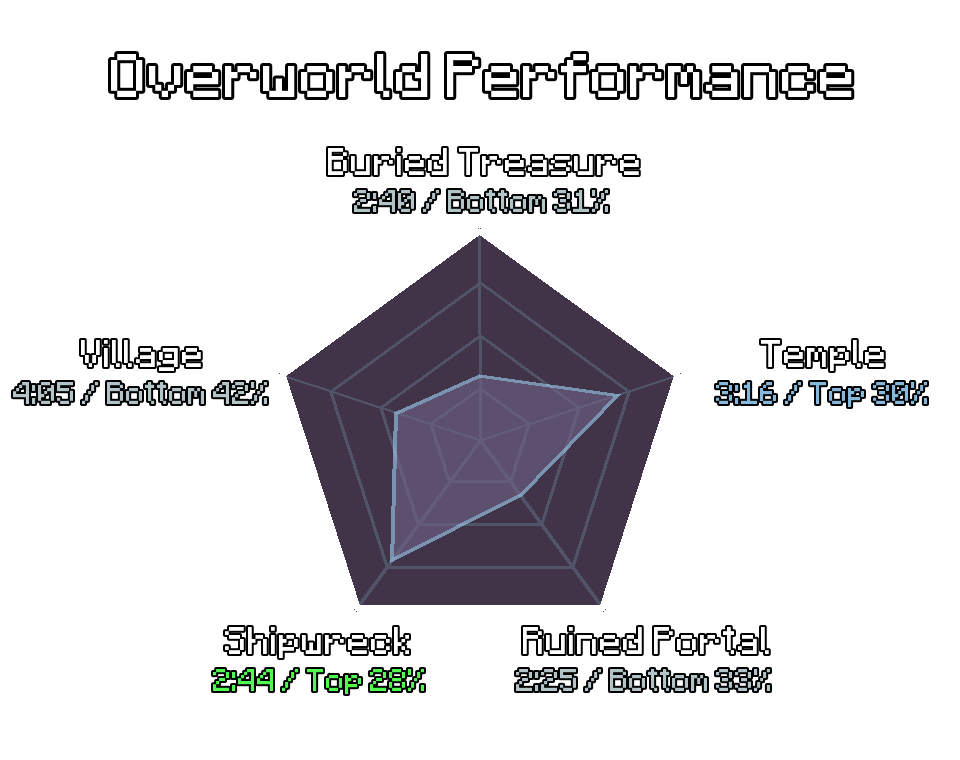 Overworld Performance
Buried Treasure
2:40 / Bottom 31%
Village
4:05 / Bottom 42%
Temple
3:16 / Top 30%
Shipwreck
2:44 / Top 28%
Ruined Portal
2:25 / Bottom 33%